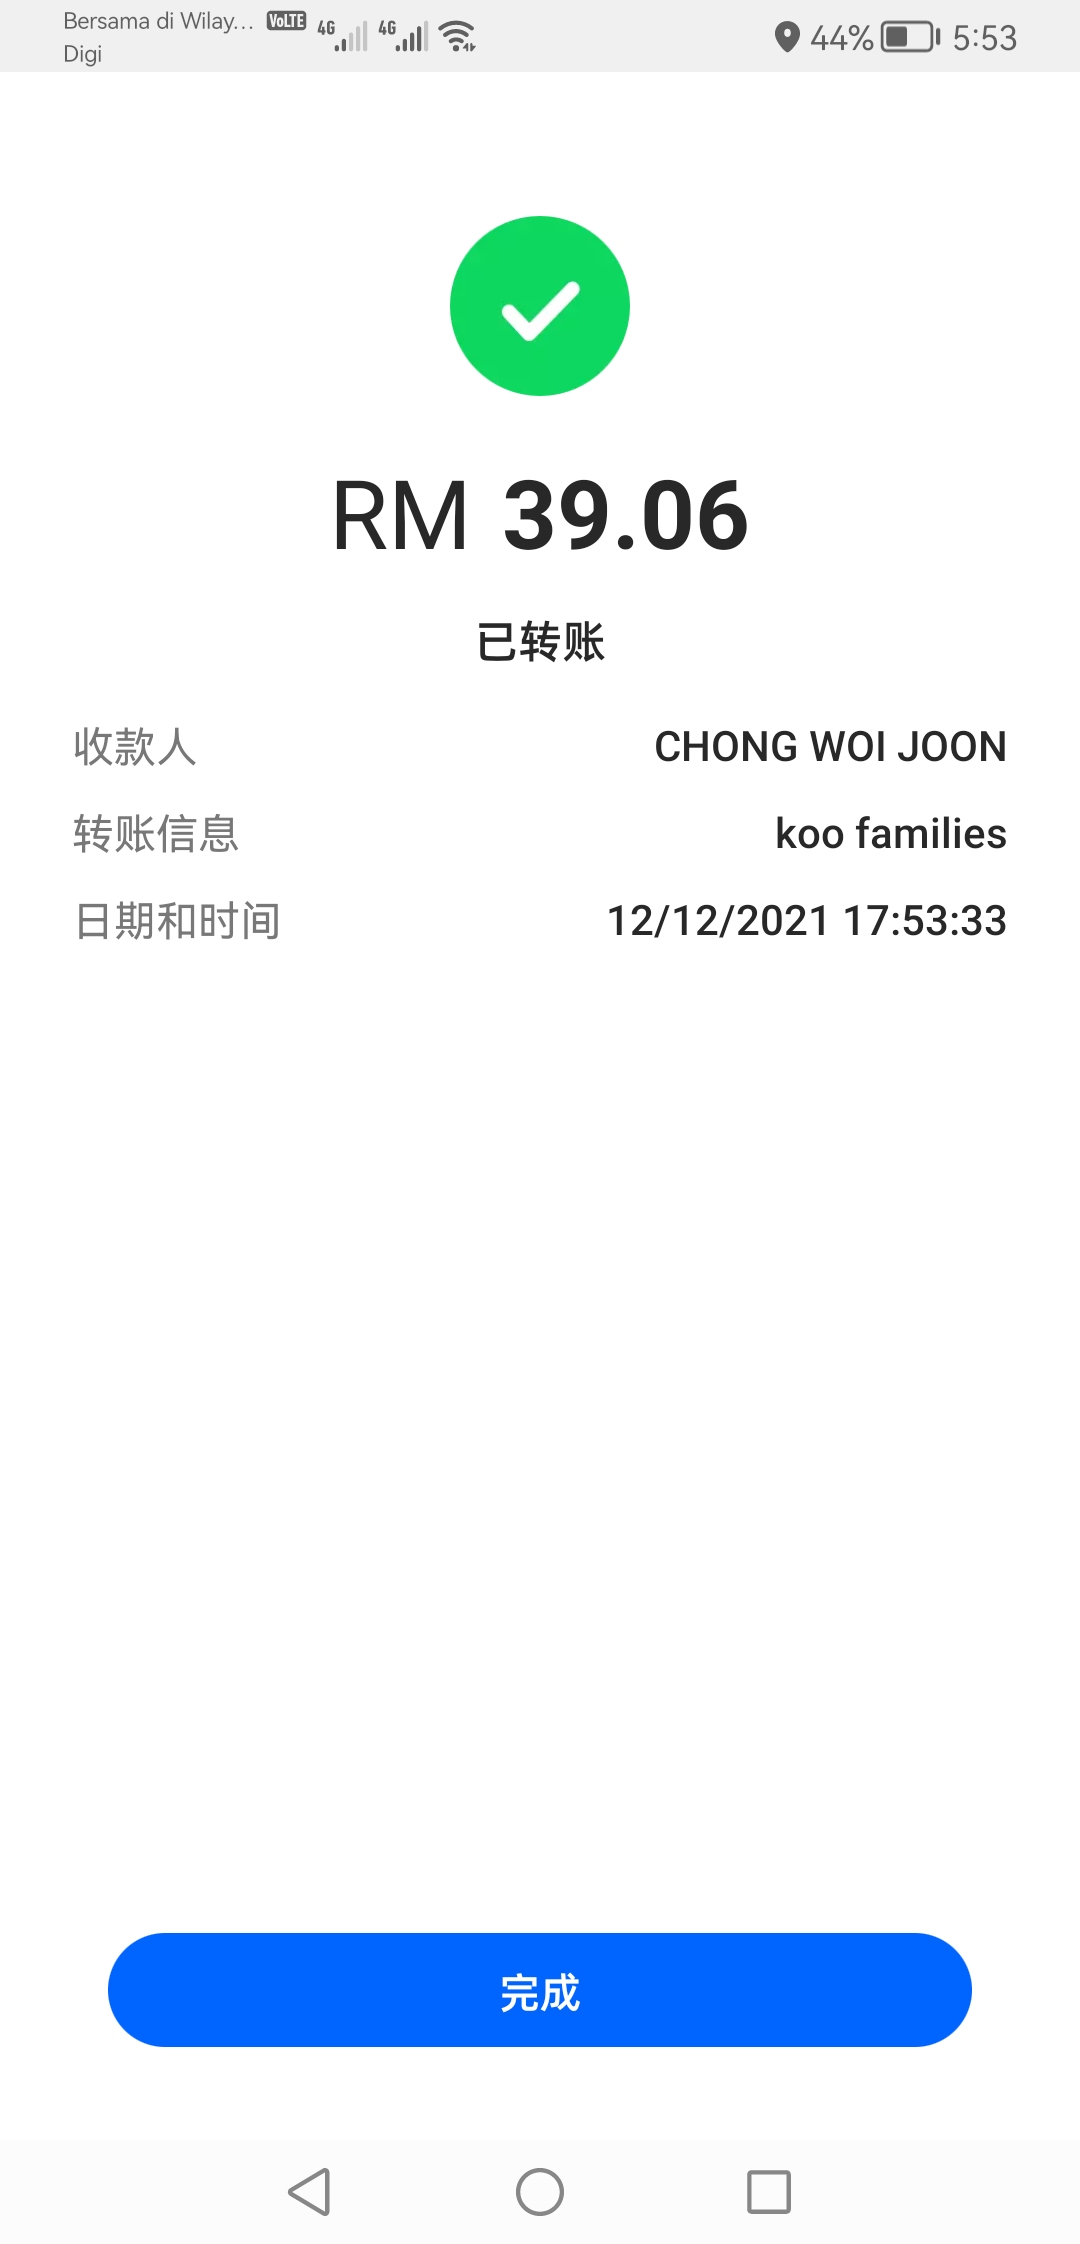 Bersama di Wilay...
Digi
VoLTE
4G
4G
44%
5:53
RM 39.06
已转账
收款人 CHONG WOI JOON
转账信息 koo families
日期和时间 12/12/2021 17:53:33
完成